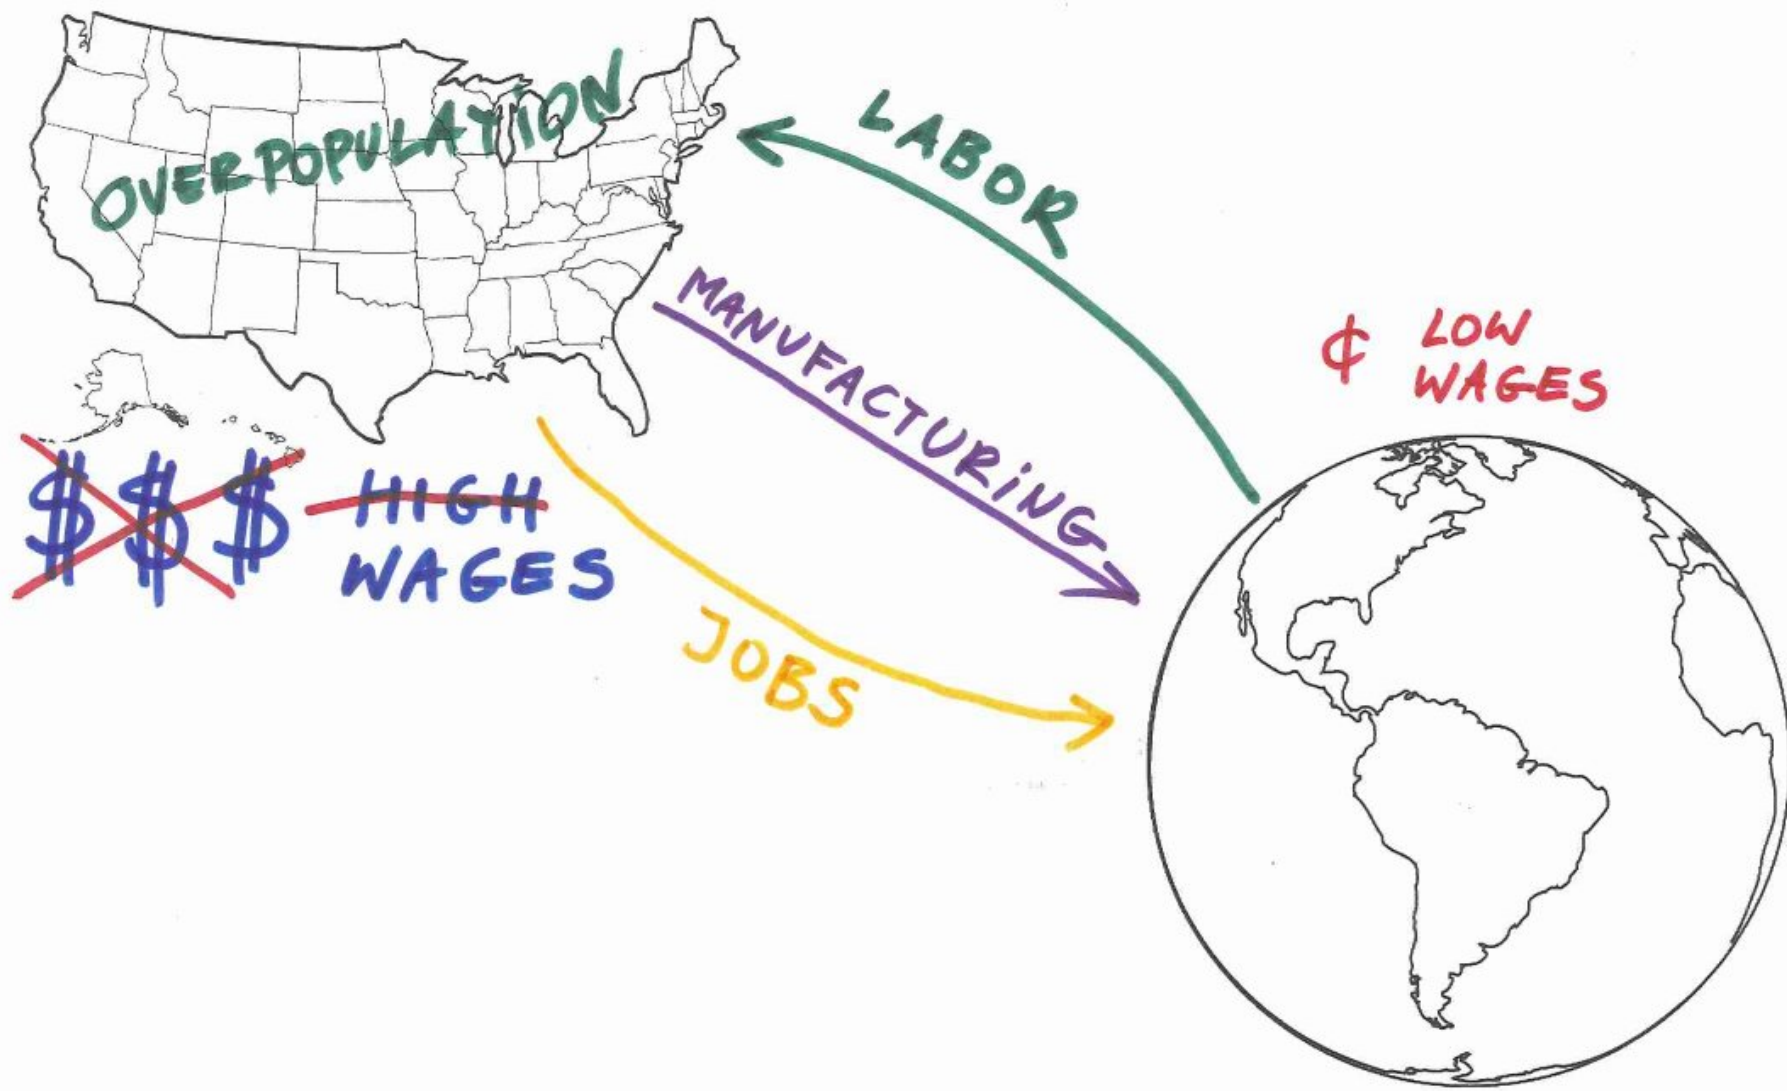 OVERPOPULATION
LABOR
MANUFACTURING
¢ LOW
WAGES
$$$ HIGH
WAGES
JOBS